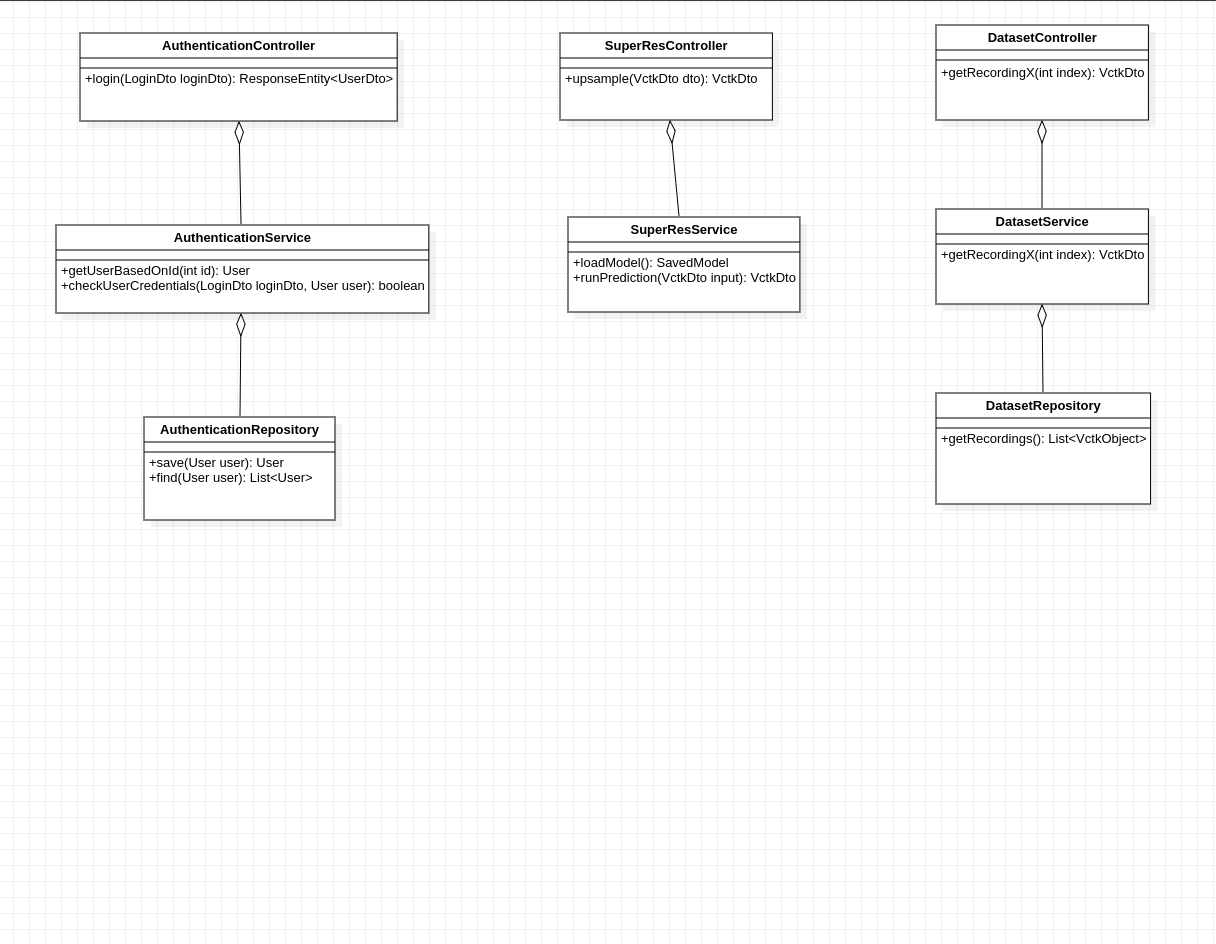 AuthenticationController
+login(LoginDto loginDto): ResponseEntity<UserDto>
AuthenticationService
+getUserBasedOnId(int id): User
+checkUserCredentials(LoginDto loginDto, User user): boolean
AuthenticationRepository
+save(User user): User
+find(User user): List<User>
SuperResController
+upsample(VctkDto dto): VctkDto
SuperResService
+loadModel(): SavedModel
+runPrediction(VctkDto input): VctkDto
DatasetController
+getRecordingX(int index): VctkDto
DatasetService
+getRecordingX(int index): VctkDto
DatasetRepository
+getRecordings(): List<VctkObject>